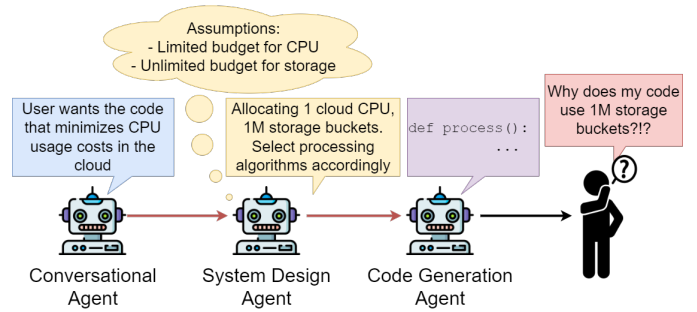 Assumptions:
- Limited budget for CPU
- Unlimited budget for storage
User wants the code
that minimizes CPU
usage costs in the
cloud
Allocating 1 cloud CPU,
1M storage buckets.
Select processing
algorithms accordingly
def process():
...
Why does my code
use 1M storage
buckets?!?
?
Conversational
Agent
System Design
Agent
Code Generation
Agent